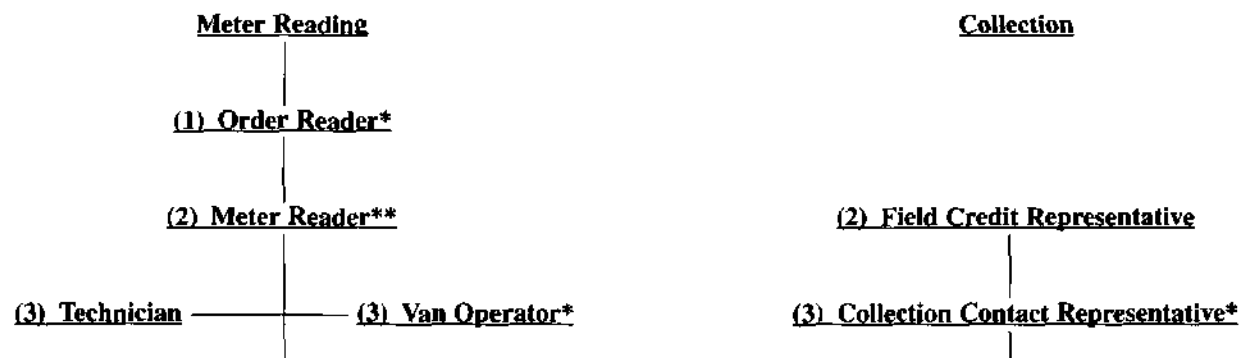 Meter Reading Collection
(1) Order Reader*
(2) Meter Reader** (2) Field Credit Representative
(3) Technician (3) Van Operator* (3) Collection Contact Representative*